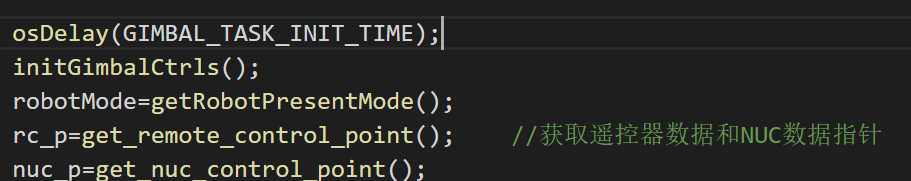 osDelay(GIMBAL_TASK_INIT_TIME);
initGimbalCtrls();
robotMode=getRobotPresentMode();
rc_p=get_remote_control_point();    //获取遥控器数据和NUC数据指针
nuc_p=get_nuc_control_point();